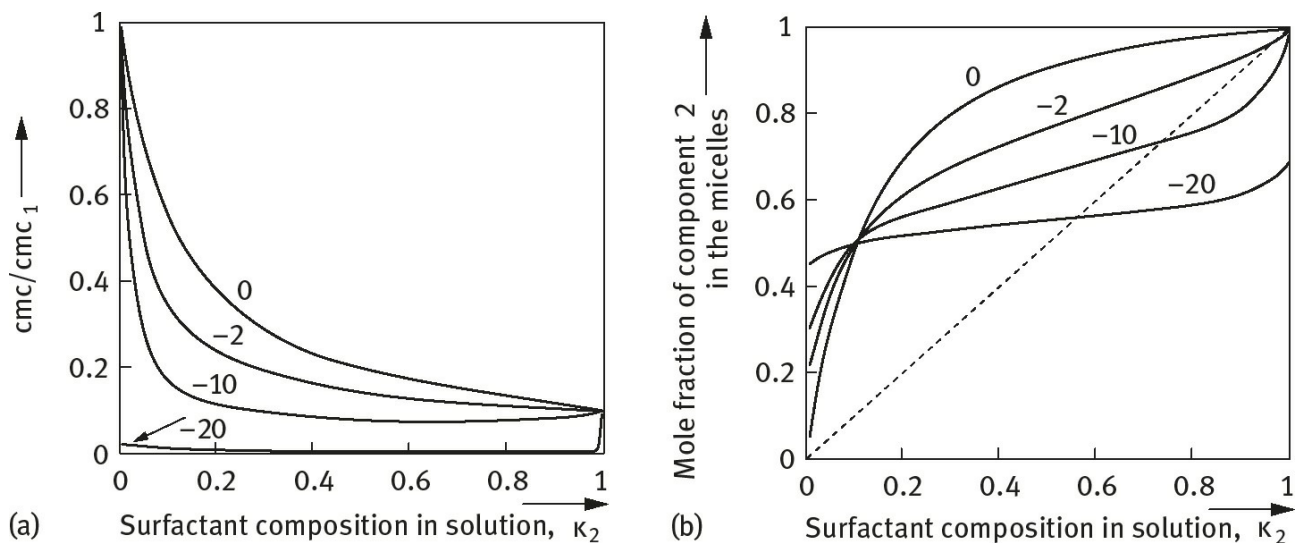 1
0.8
0.6
0.4
0.2
0
0
−2
−10
−20
0 0.2 0.4 0.6 0.8 1
cmc/cmc 1
(a) Surfactant composition in solution, κ2
1
0.8
0.6
0.4
0.2
0
0
−2
−10
−20
0 0.2 0.4 0.6 0.8 1
Mole fraction of component 2
in the micelles
(b) Surfactant composition in solution, κ2